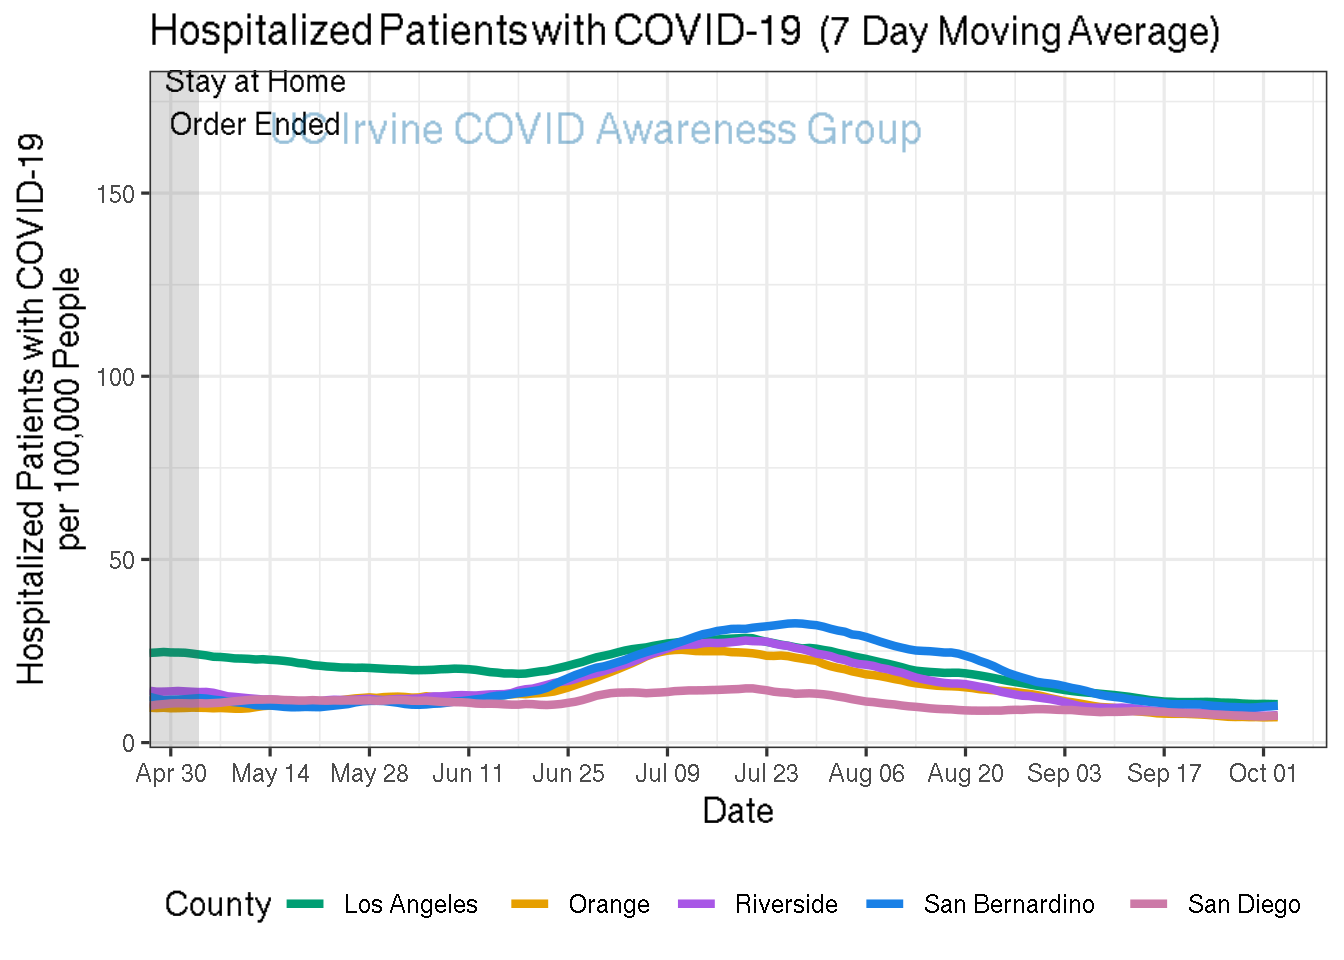 Hospitalized Patients with COVID-19 (7 Day Moving Average)
Stay at Home
Order Ended
UC Irvine COVID Awareness Group
Hospitalized Patients with COVID-19
per 100,000 People
150
100
50
0
Apr 30 May 14 May 28 Jun 11 Jun 25 Jul 09 Jul 23 Aug 06 Aug 20 Sep 03 Sep 17 Oct 01
Date
County Los Angeles Orange Riverside San Bernardino San Diego